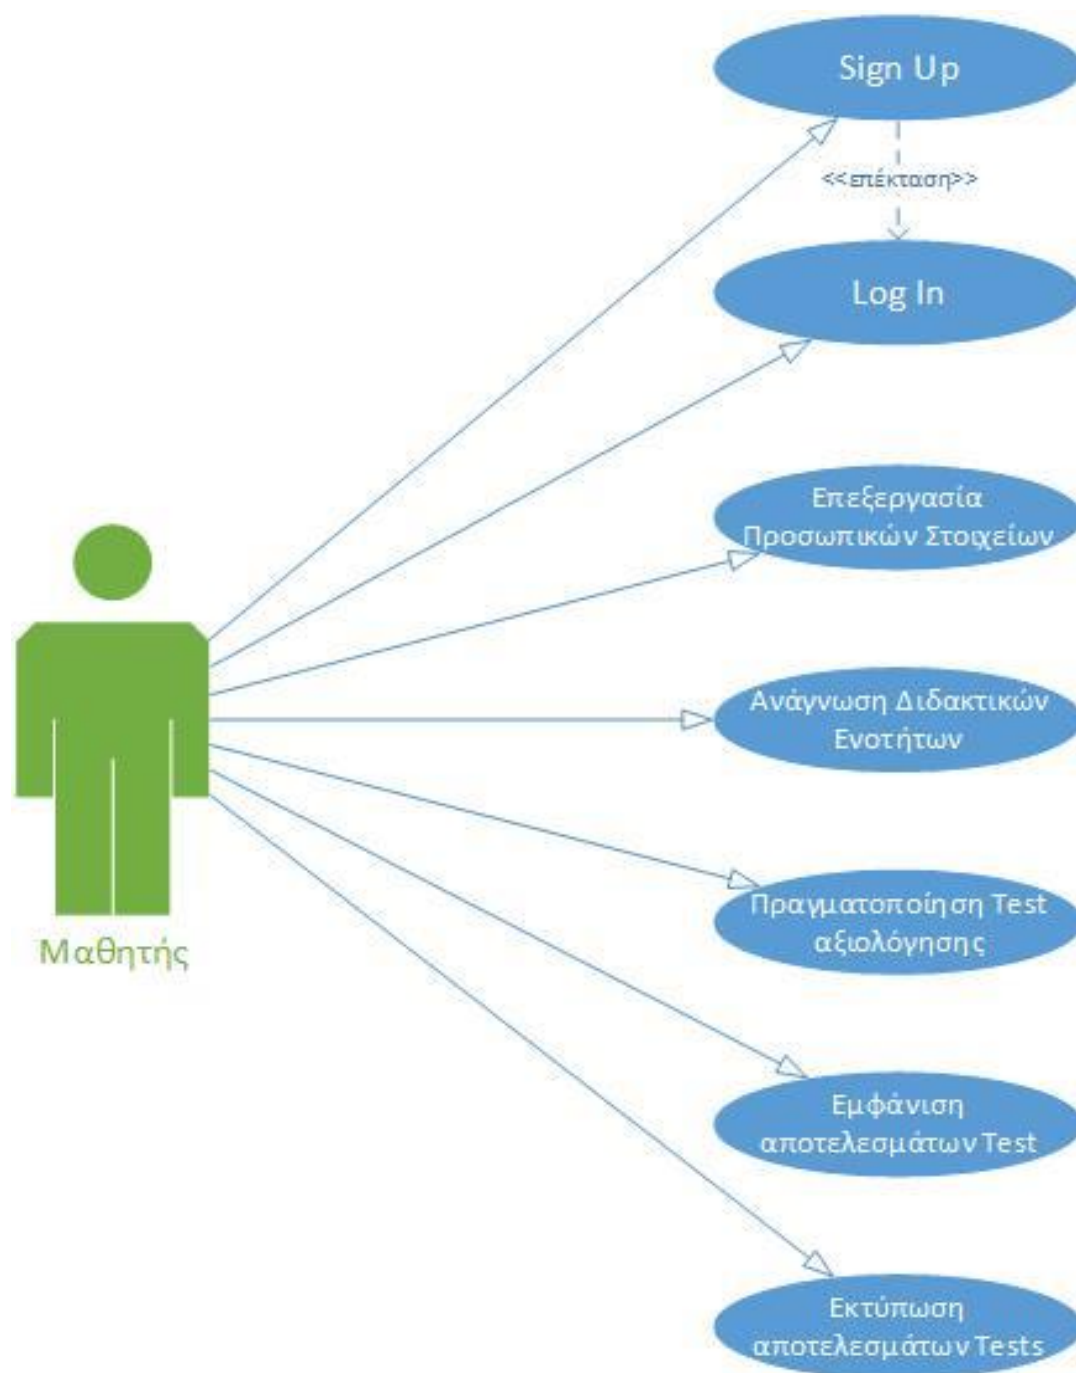 Sign Up
<<επέκταση>>
Log In
Επεξεργασία
Προσωπικών Στοιχείων
Ανάγνωση Διδακτικών
Ενοτήτων
Πραγματοποίηση Test
αξιολόγησης
Μαθητής
Εμφάνιση
αποτελεσμάτων Test
Εκτύπωση
αποτελεσμάτων Tests